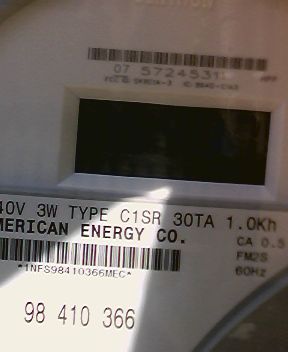 07 5724531
40V 3W TYPE C1SR 30TA 1.0Kh
MERICAN ENERGY CO.
CA 0.5
FM2S
60Hz
*1NFS98410366MEC*
98 410 366